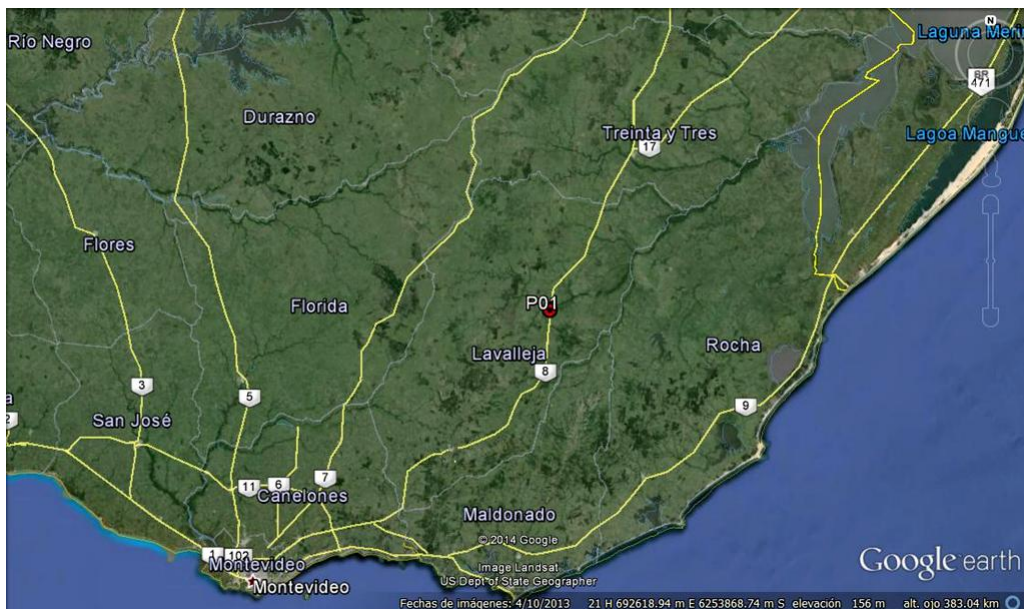 N
Río Negro
Laguna Merin
BR
471
Durazno
Treinta y Tres
17
Lagoa Mangue
Flores
P01
Florida
Lavalleja
8
Rocha
3
5
9
a
2
San José
7
11
6
Canelones
Maldonado
© 2014 Google
1
102
Montevideo
Montevideo
Image Landsat
US Dept of State Geographer
Google earth
Fechas de imágenes: 4/10/2013 21 H 692618.94 m E 6253868.74 m S elevación 156 m alt. ojo 383.04 km